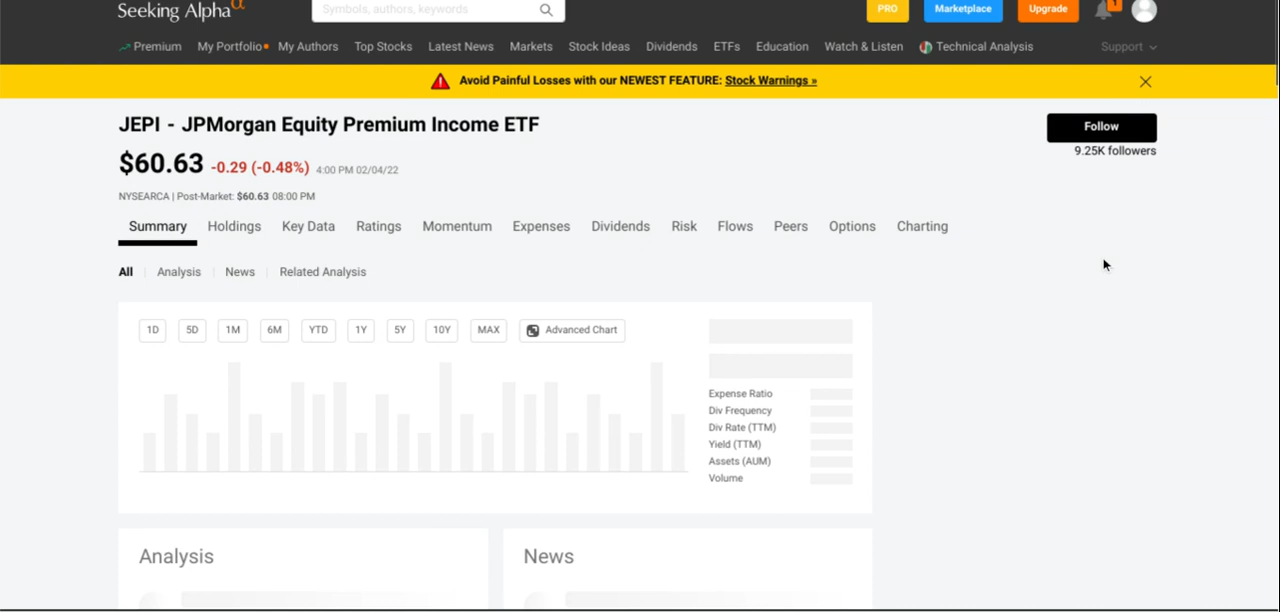 Seeking Alpha α
Symbols, authors, keywords
PRO
Marketplace
Upgrade
1
Premium My Portfolio My Authors Top Stocks Latest News Markets Stock Ideas Dividends ETFs Education Watch & Listen Technical Analysis Support
Avoid Painful Losses with our NEWEST FEATURE: Stock Warnings »
JEPI - JPMorgan Equity Premium Income ETF
Follow
$60.63 -0.29 (-0.48%) 4:00 PM 02/04/22
9.25K followers
NYSEARCA | Post-Market: $60.63 08:00 PM
Summary Holdings Key Data Ratings Momentum Expenses Dividends Risk Flows Peers Options Charting
All Analysis News Related Analysis
1D 5D 1M 6M YTD 1Y 5Y 10Y MAX Advanced Chart
Expense Ratio
Div Frequency
Div Rate (TTM)
Yield (TTM)
Assets (AUM)
Volume
Analysis
News